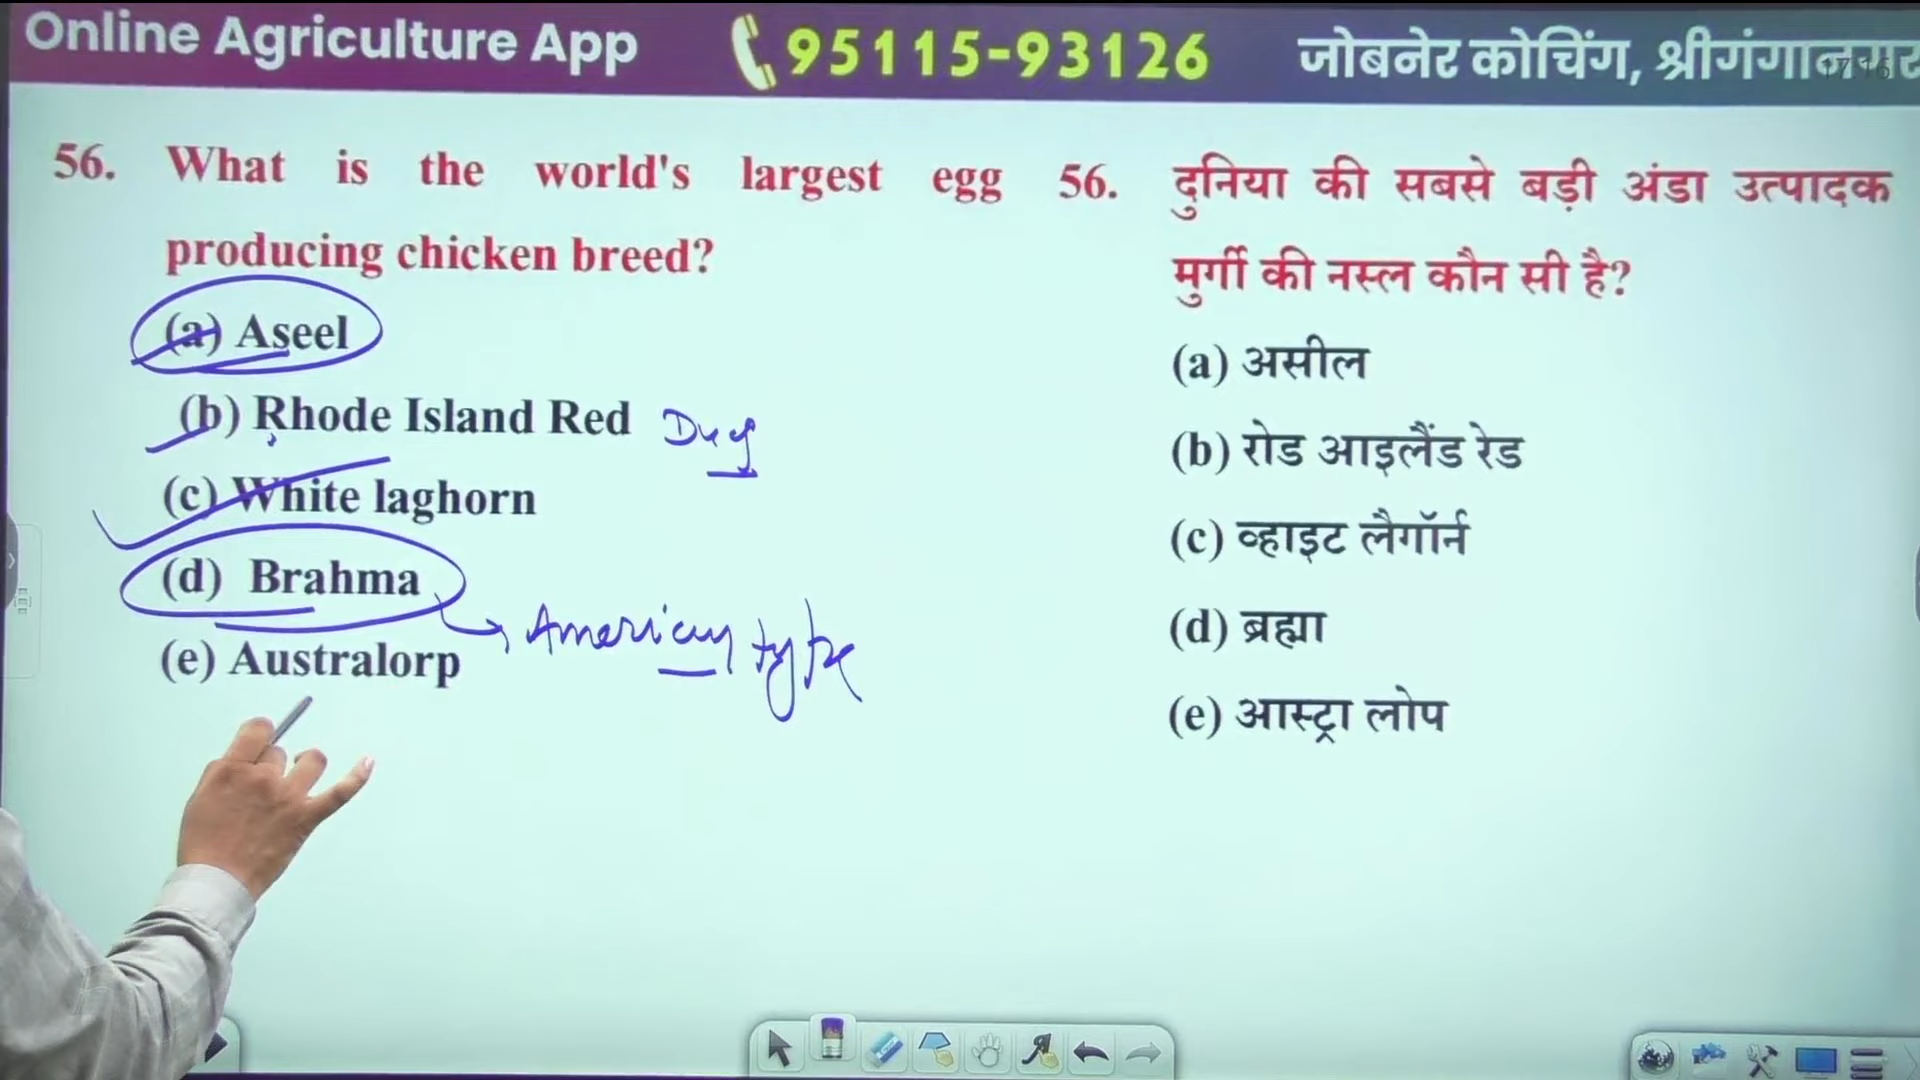 Online Agriculture App 95115-93126 जोबनेर कोचिंग, श्रीगंगानगर
56. What is the world's largest egg
producing chicken breed?
(a) Aseel
(b) Rhode Island Red
(c) White laghorn
(d) Brahma
American type
(e) Australorp
56. दुनिया की सबसे बड़ी अंडा उत्पादक
मुर्गी की नस्ल कौन सी है?
(a) असील
(b) रोड आइलैंड रेड
(c) व्हाइट लैगॉर्न
(d) ब्रह्मा
(e) आस्ट्रा लोप